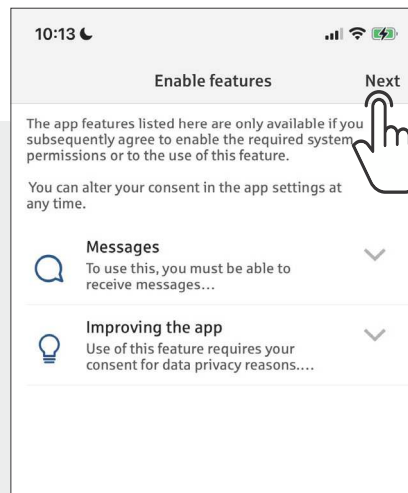 10:13
Enable features
Next
The app features listed here are only available if you
subsequently agree to enable the required system
permissions or to the use of this feature.
You can alter your consent in the app settings at
any time.
Messages
To use this, you must be able to
receive messages...
Improving the app
Use of this feature requires your
consent for data privacy reasons....